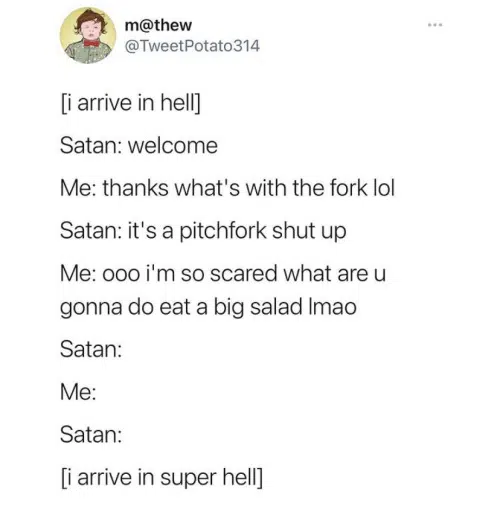 m@thew
@TweetPotato314
[i arrive in hell]
Satan: welcome
Me: thanks what's with the fork lol
Satan: it's a pitchfork shut up
Me: ooo i'm so scared what are u
gonna do eat a big salad lmao
Satan:
Me:
Satan:
[i arrive in super hell]